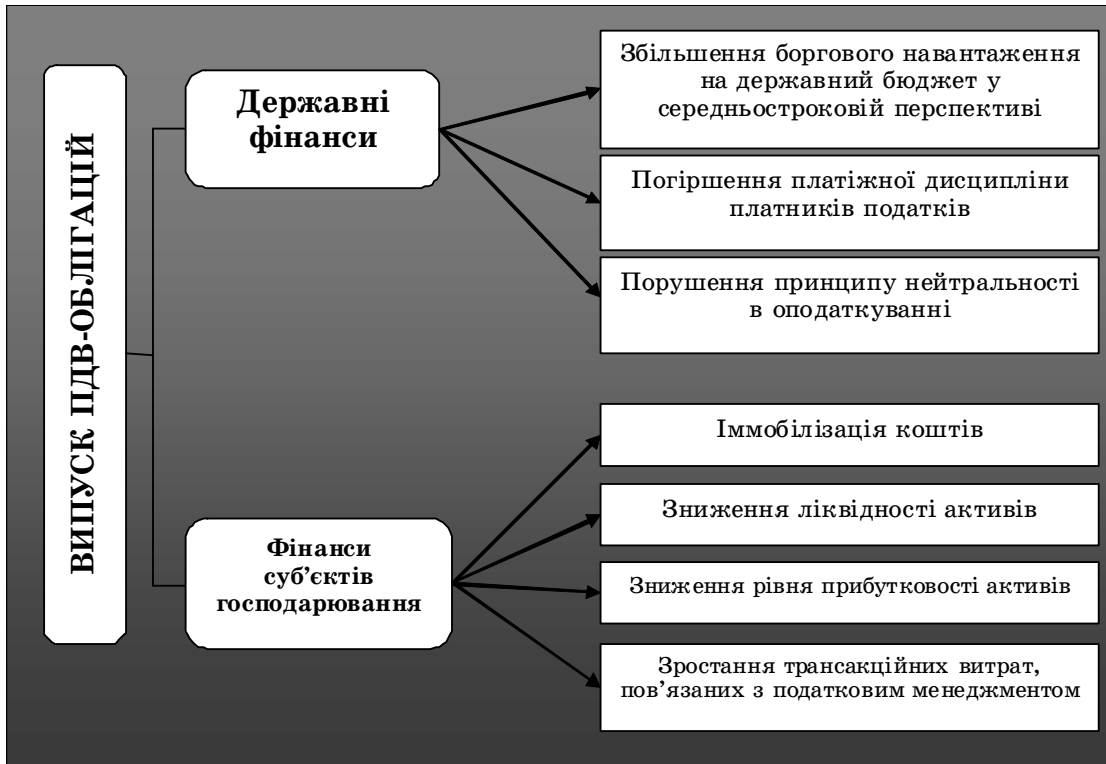 ВИПУСК ПДВ-ОБЛІГАЦІЙ
Державні
фінанси
Збільшення боргового навантаження
на державний бюджет у
середньостроковій перспективі
Погіршення платіжної дисципліни
платників податків
Порушення принципу нейтральності
в оподаткуванні
Фінанси
суб’єктів
господарювання
Іммобілізація коштів
Зниження ліквідності активів
Зниження рівня прибутковості активів
Зростання трансакційних витрат,
пов’язаних з податковим менеджментом